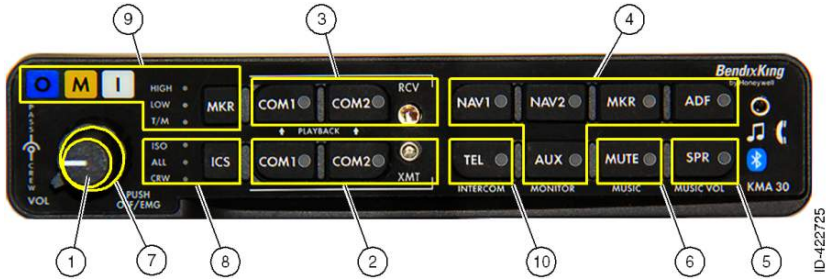 9 3 4
O M I
BendixKing
by Honeywell
HIGH
LOW
T/M
MKR COM1 COM2 RCV NAV1 NAV2 MKR ADF
PLAYBACK
PASS
CREW
ISO
ALL
CRW
ICS COM1 COM2 XMT TEL AUX MUTE SPR
INTERCOM MONITOR MUSIC MUSIC VOL KMA 30
VOL
PUSH
OFF/EMG
1 7 8 2 10 6 5
ID-422725